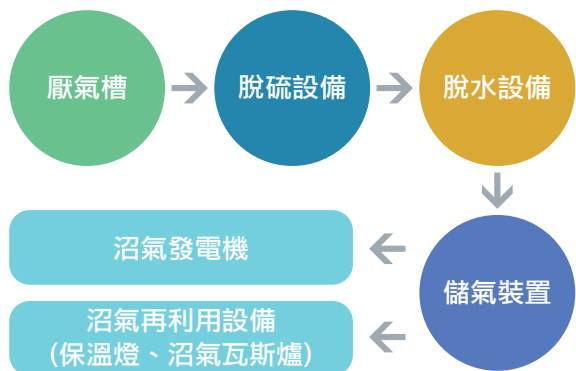 厭氣槽
脫硫設備
脫水設備
沼氣發電機
儲氣裝置
沼氣再利用設備
(保溫燈、沼氣瓦斯爐)